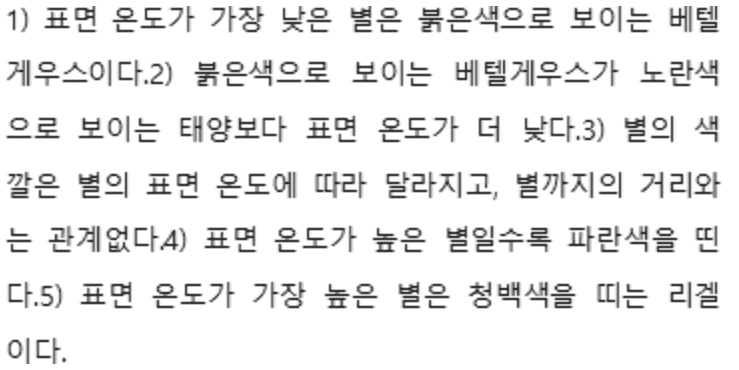 1) 표면 온도가 가장 낮은 별은 붉은색으로 보이는 베텔
게우스이다.2) 붉은색으로 보이는 베텔게우스가 노란색
으로 보이는 태양보다 표면 온도가 더 낮다.3) 별의 색
깔은 별의 표면 온도에 따라 달라지고, 별까지의 거리와
는 관계없다.4) 표면 온도가 높은 별일수록 파란색을 띤
다.5) 표면 온도가 가장 높은 별은 청백색을 띠는 리겔
이다.